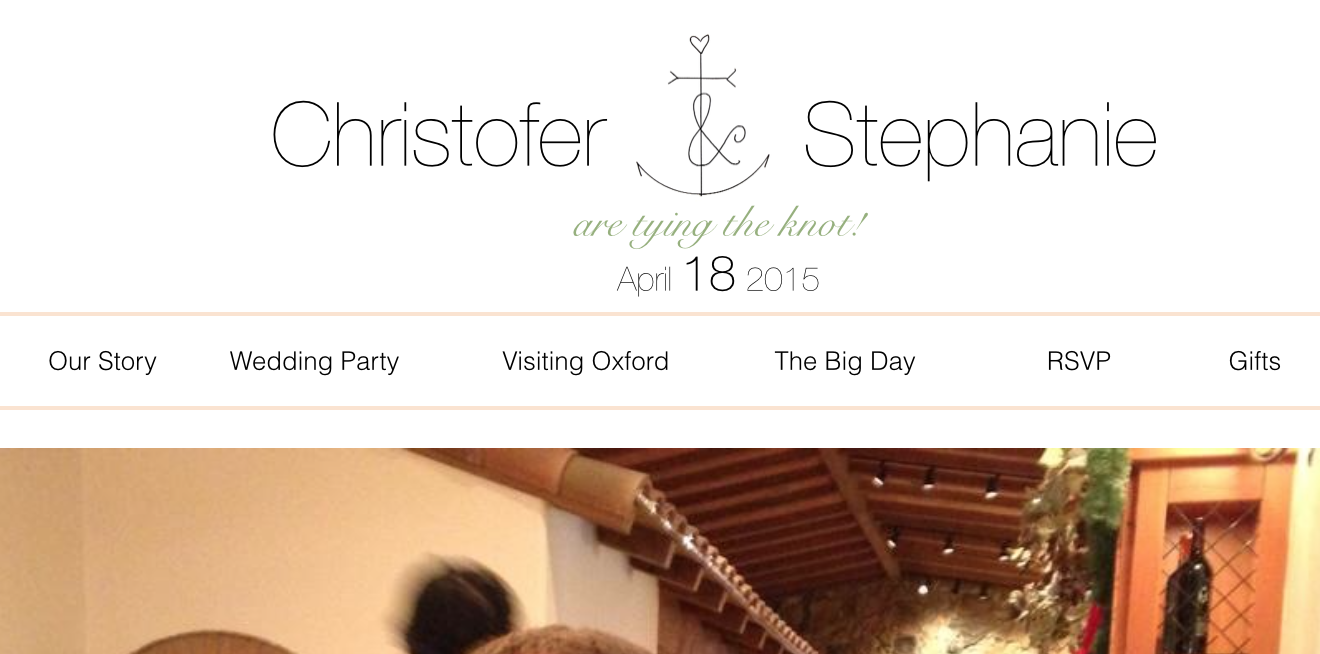 Christofer & Stephanie
are tying the knot!
April 18 2015
Our Story Wedding Party Visiting Oxford The Big Day RSVP Gifts